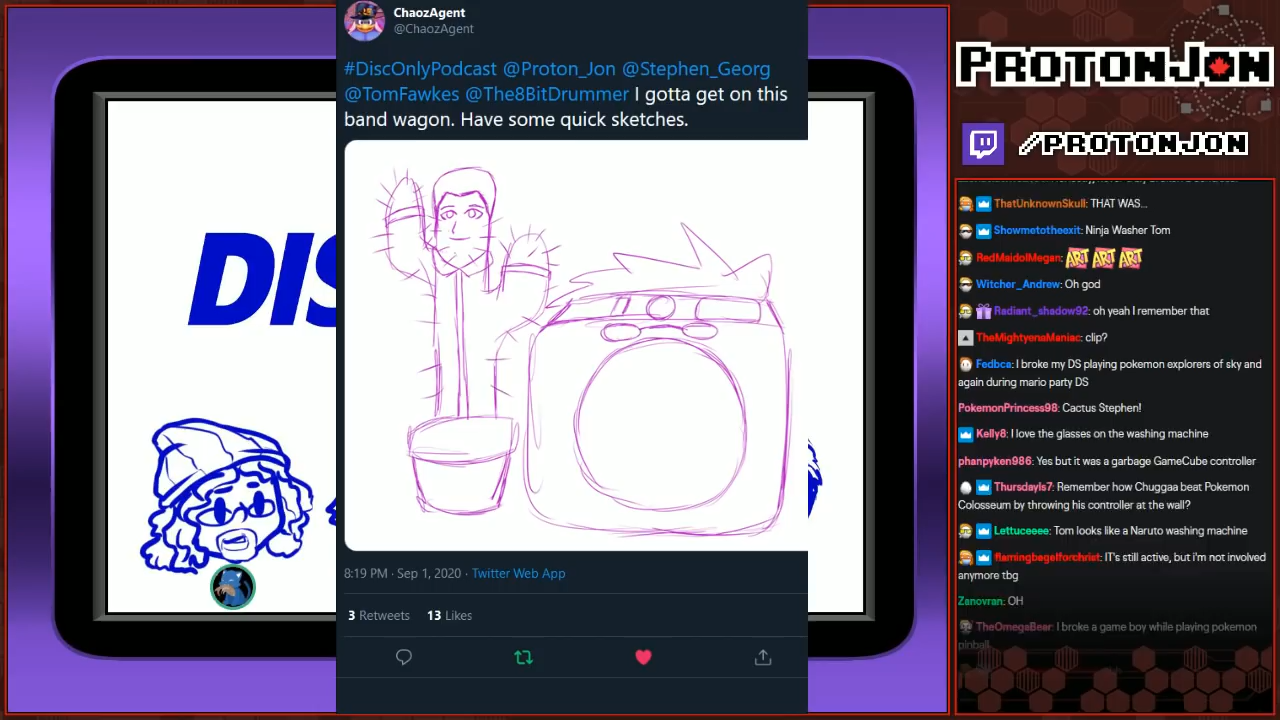 ChaozAgent
@ChaozAgent
#DiscOnlyPodcast @Proton_Jon @Stephen_Georg
@TomFawkes @The8BitDrummer I gotta get on this
band wagon. Have some quick sketches.
8:19 PM · Sep 1, 2020 · Twitter Web App
3 Retweets 13 Likes
DIS
PROTONJON
/PROTONJON
ThatUnknownSkull: THAT WAS...
Showmetotheexit: Ninja Washer Tom
RedMaidolMegan: ART ART ART
Witcher_Andrew: Oh god
Radiant_shadow92: oh yeah I remember that
TheMightyenaManiac: clip?
Fedbca: I broke my DS playing pokemon explorers of sky and
again during mario party DS
PokemonPrincess98: Cactus Stephen!
Kelly8: I love the glasses on the washing machine
phanpyken986: Yes but it was a garbage GameCube controller
ThursdayIs7: Remember how Chuggaa beat Pokemon
Colosseum by throwing his controller at the wall?
Lettuceeee: Tom looks like a Naruto washing machine
flamingbagelforchrist: IT's still active, but i'm not involved
anymore tbg
Zanovran: OH
TheOmegaBear: I broke a game boy while playing pokemon
pinball